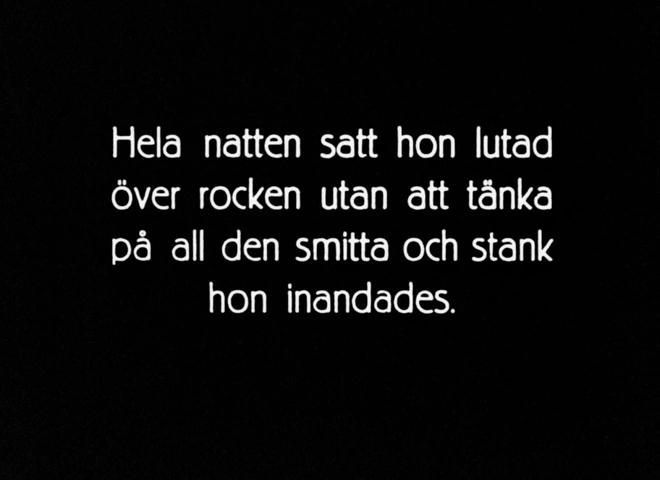 Hela natten satt hon lutad
över rocken utan att tänka
på all den smitta och stank
hon inandades.